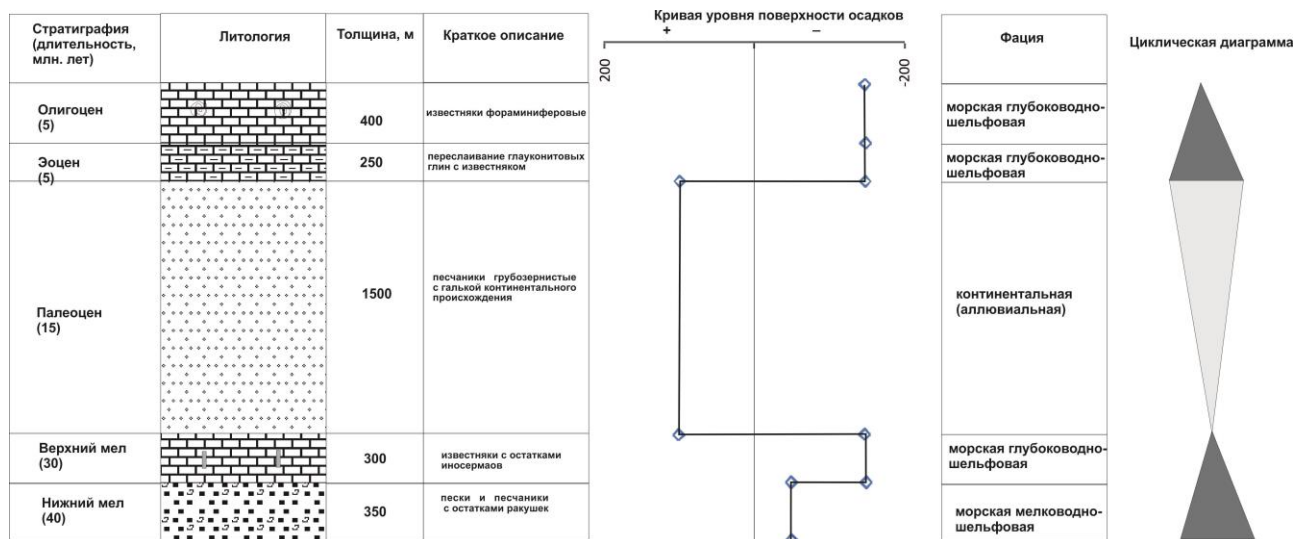 Стратиграфия
(длительность,
млн. лет)
Литология
Толщина, м
Краткое описание
Кривая уровня поверхности осадков
+
–
200
-200
Фация
Циклическая диаграмма
Олигоцен
(5)
400
известняки фораминиферовые
морская глубоководно-
шельфовая
Эоцен
(5)
250
переслаивание глауконитовых
глин с известняком
морская глубоководно-
шельфовая
Палеоцен
(15)
1500
песчаники грубозернистые
с галькой континентального
происхождения
континентальная
(аллювиальная)
Верхний мел
(30)
300
известняки с остатками
иносермаов
морская глубоководно-
шельфовая
Нижний мел
(40)
350
пески и песчаники
с остатками ракушек
морская мелководно-
шельфовая